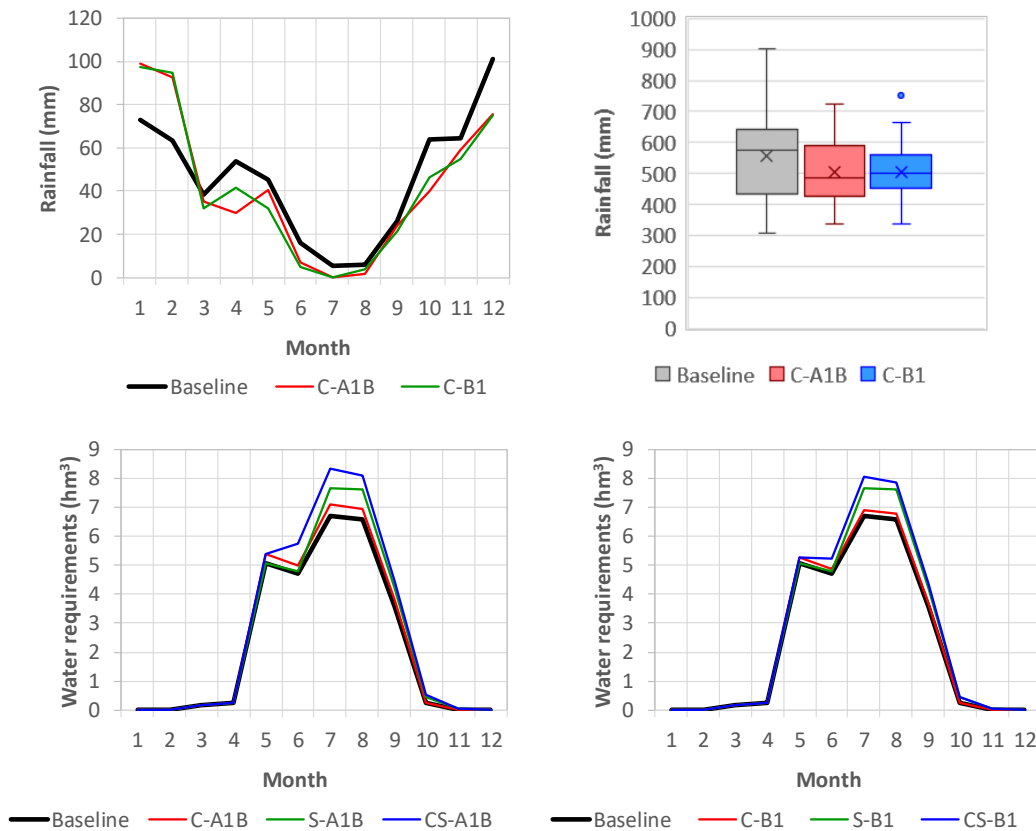 120
100
80
60
40
20
0
Rainfall (mm)
1 2 3 4 5 6 7 8 9 10 11 12
Month
Baseline C-A1B C-B1
1000
900
800
700
600
500
400
300
200
100
0
Rainfall (mm)
Baseline C-A1B C-B1
9
8
7
6
5
4
3
2
1
0
Water requirements (hm³)
1 2 3 4 5 6 7 8 9 10 11 12
Month
Baseline C-A1B S-A1B CS-A1B
9
8
7
6
5
4
3
2
1
0
Water requirements (hm³)
1 2 3 4 5 6 7 8 9 10 11 12
Month
Baseline C-B1 S-B1 CS-B1